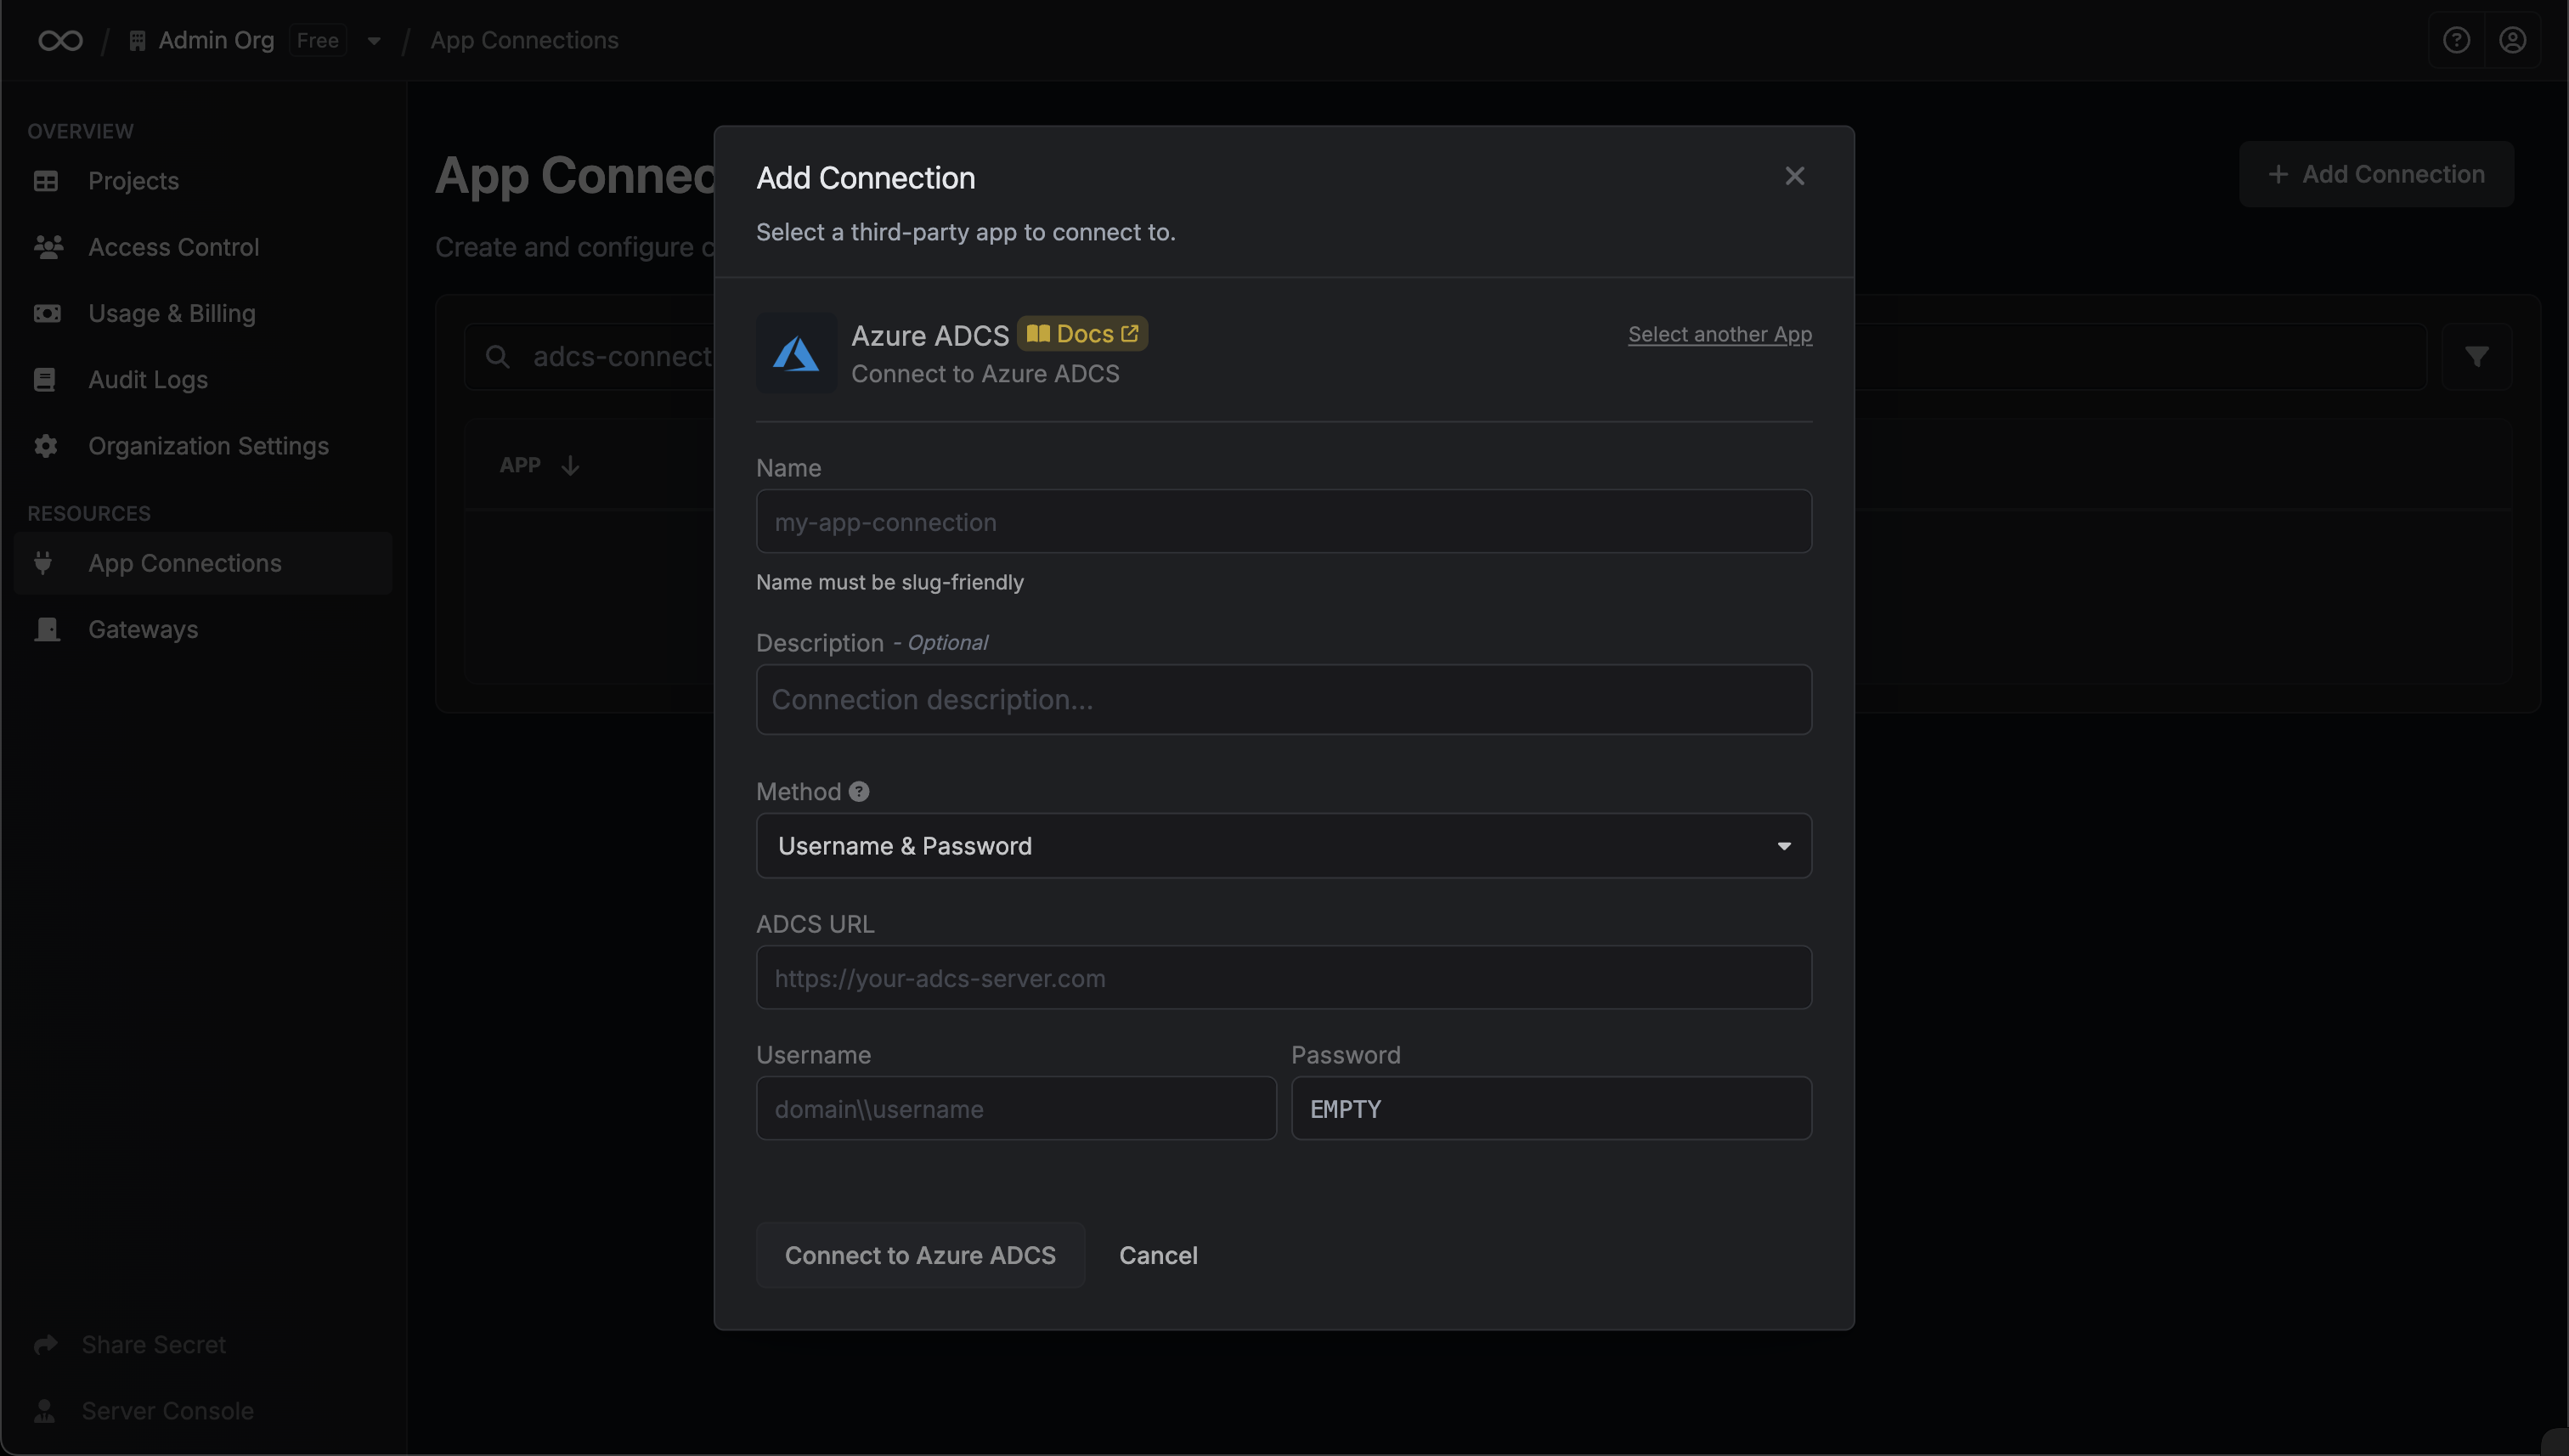 / Admin Org Free / App Connections
OVERVIEW
Projects
Access Control
Usage & Billing
Audit Logs
Organization Settings
RESOURCES
App Connections
Gateways
Share Secret
Server Console
App Connec
+ Add Connection
Create and configure c
adcs-connect
APP
Add Connection
Select a third-party app to connect to.
Azure ADCS Docs
Select another App
Connect to Azure ADCS
Name
my-app-connection
Name must be slug-friendly
Description - Optional
Connection description...
Method ?
Username & Password
ADCS URL
https://your-adcs-server.com
Username Password
domain\\username EMPTY
Connect to Azure ADCS Cancel